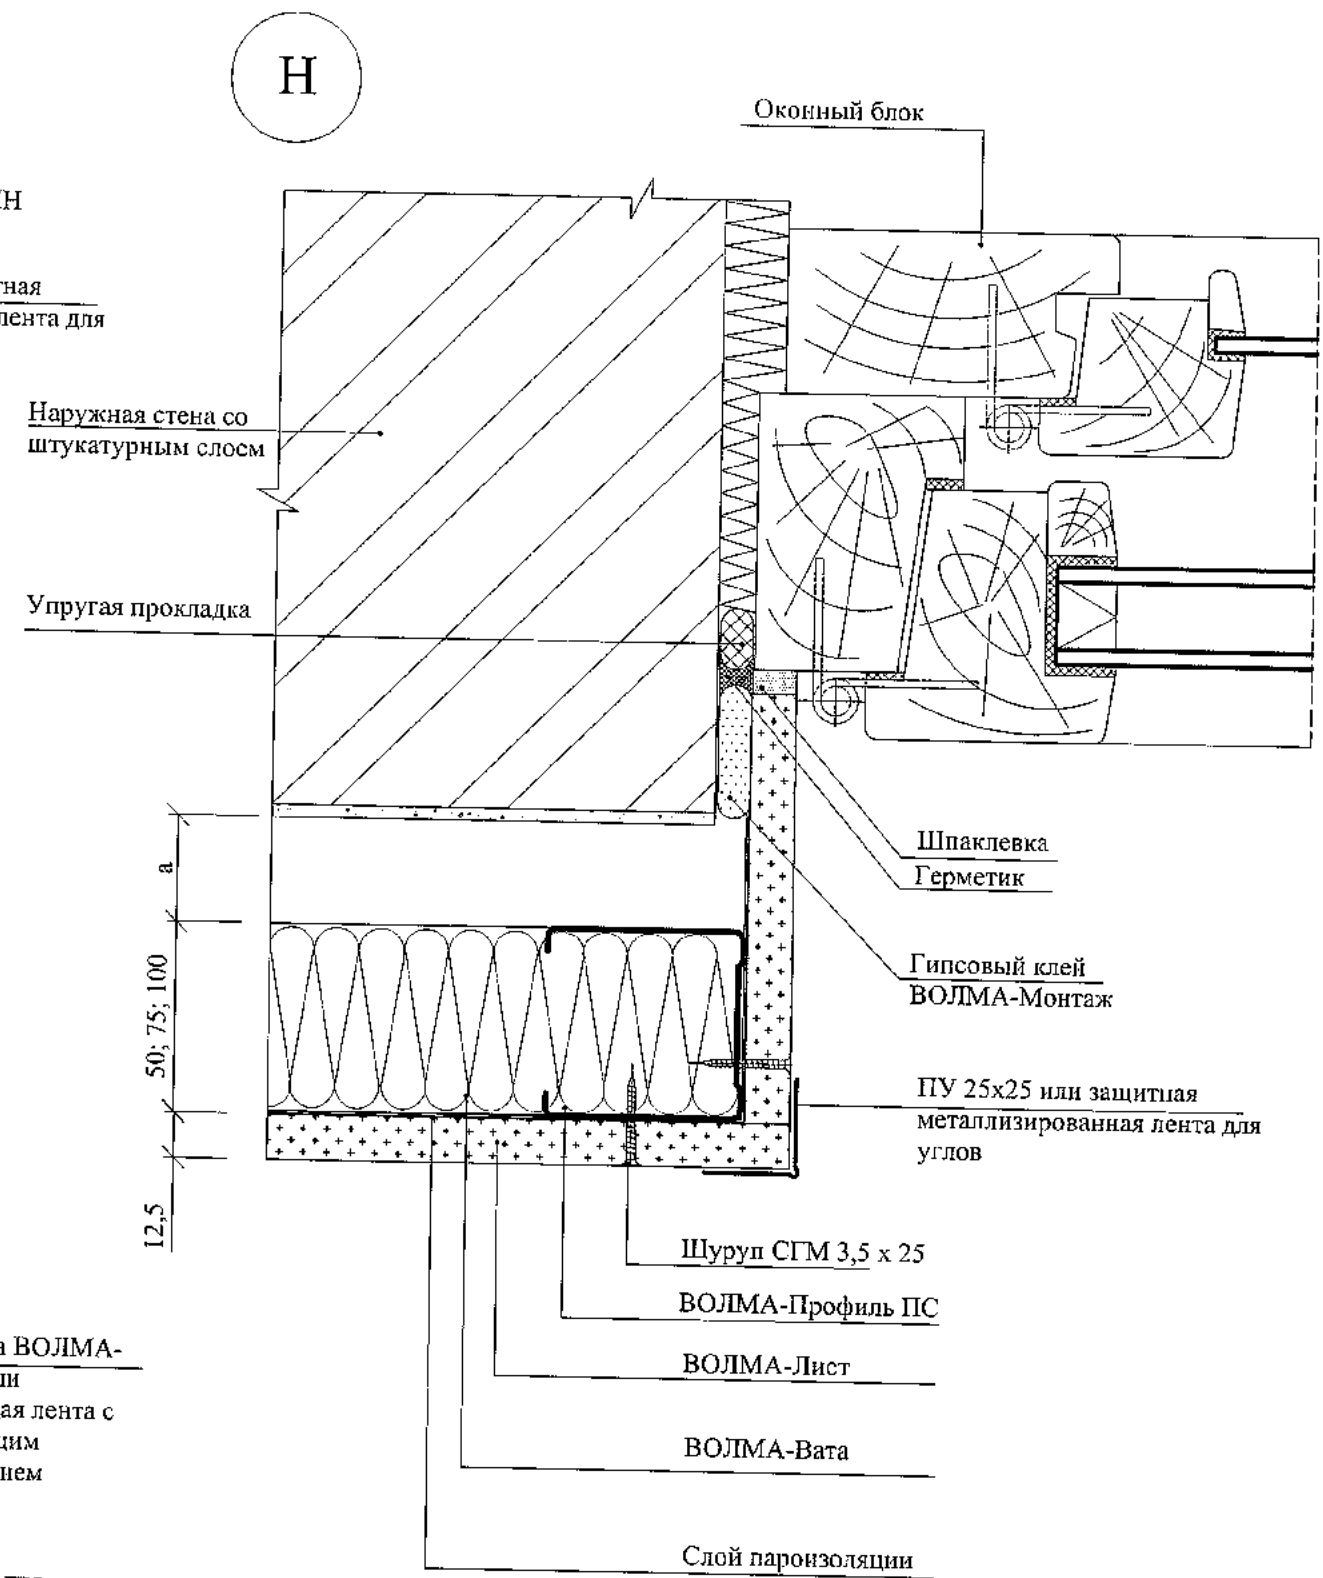 Н
Оконный блок
тная
лента для
Наружная стена со
штукатурным слоем
Упругая прокладка
Шпаклевка
Герметик
а
Гипсовый клей
ВОЛМА-Монтаж
50; 75; 100
ПУ 25х25 или защитная
металлизированная лента для
углов
12,5
Шуруп СГМ 3,5 х 25
ВОЛМА-Профиль ПС
а ВОЛМА-
ВОЛМА-Лист
ая лента с
ВОЛМА-Вата
щим
нем
Слой пароизоляции